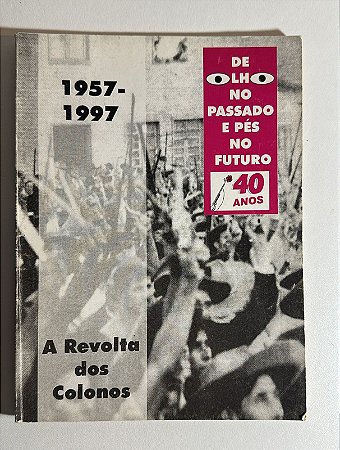 1957-
1997
DE
OLHO
NO
PASSADO
E PÉS
NO
FUTURO
40
ANOS
A Revolta
dos
Colonos